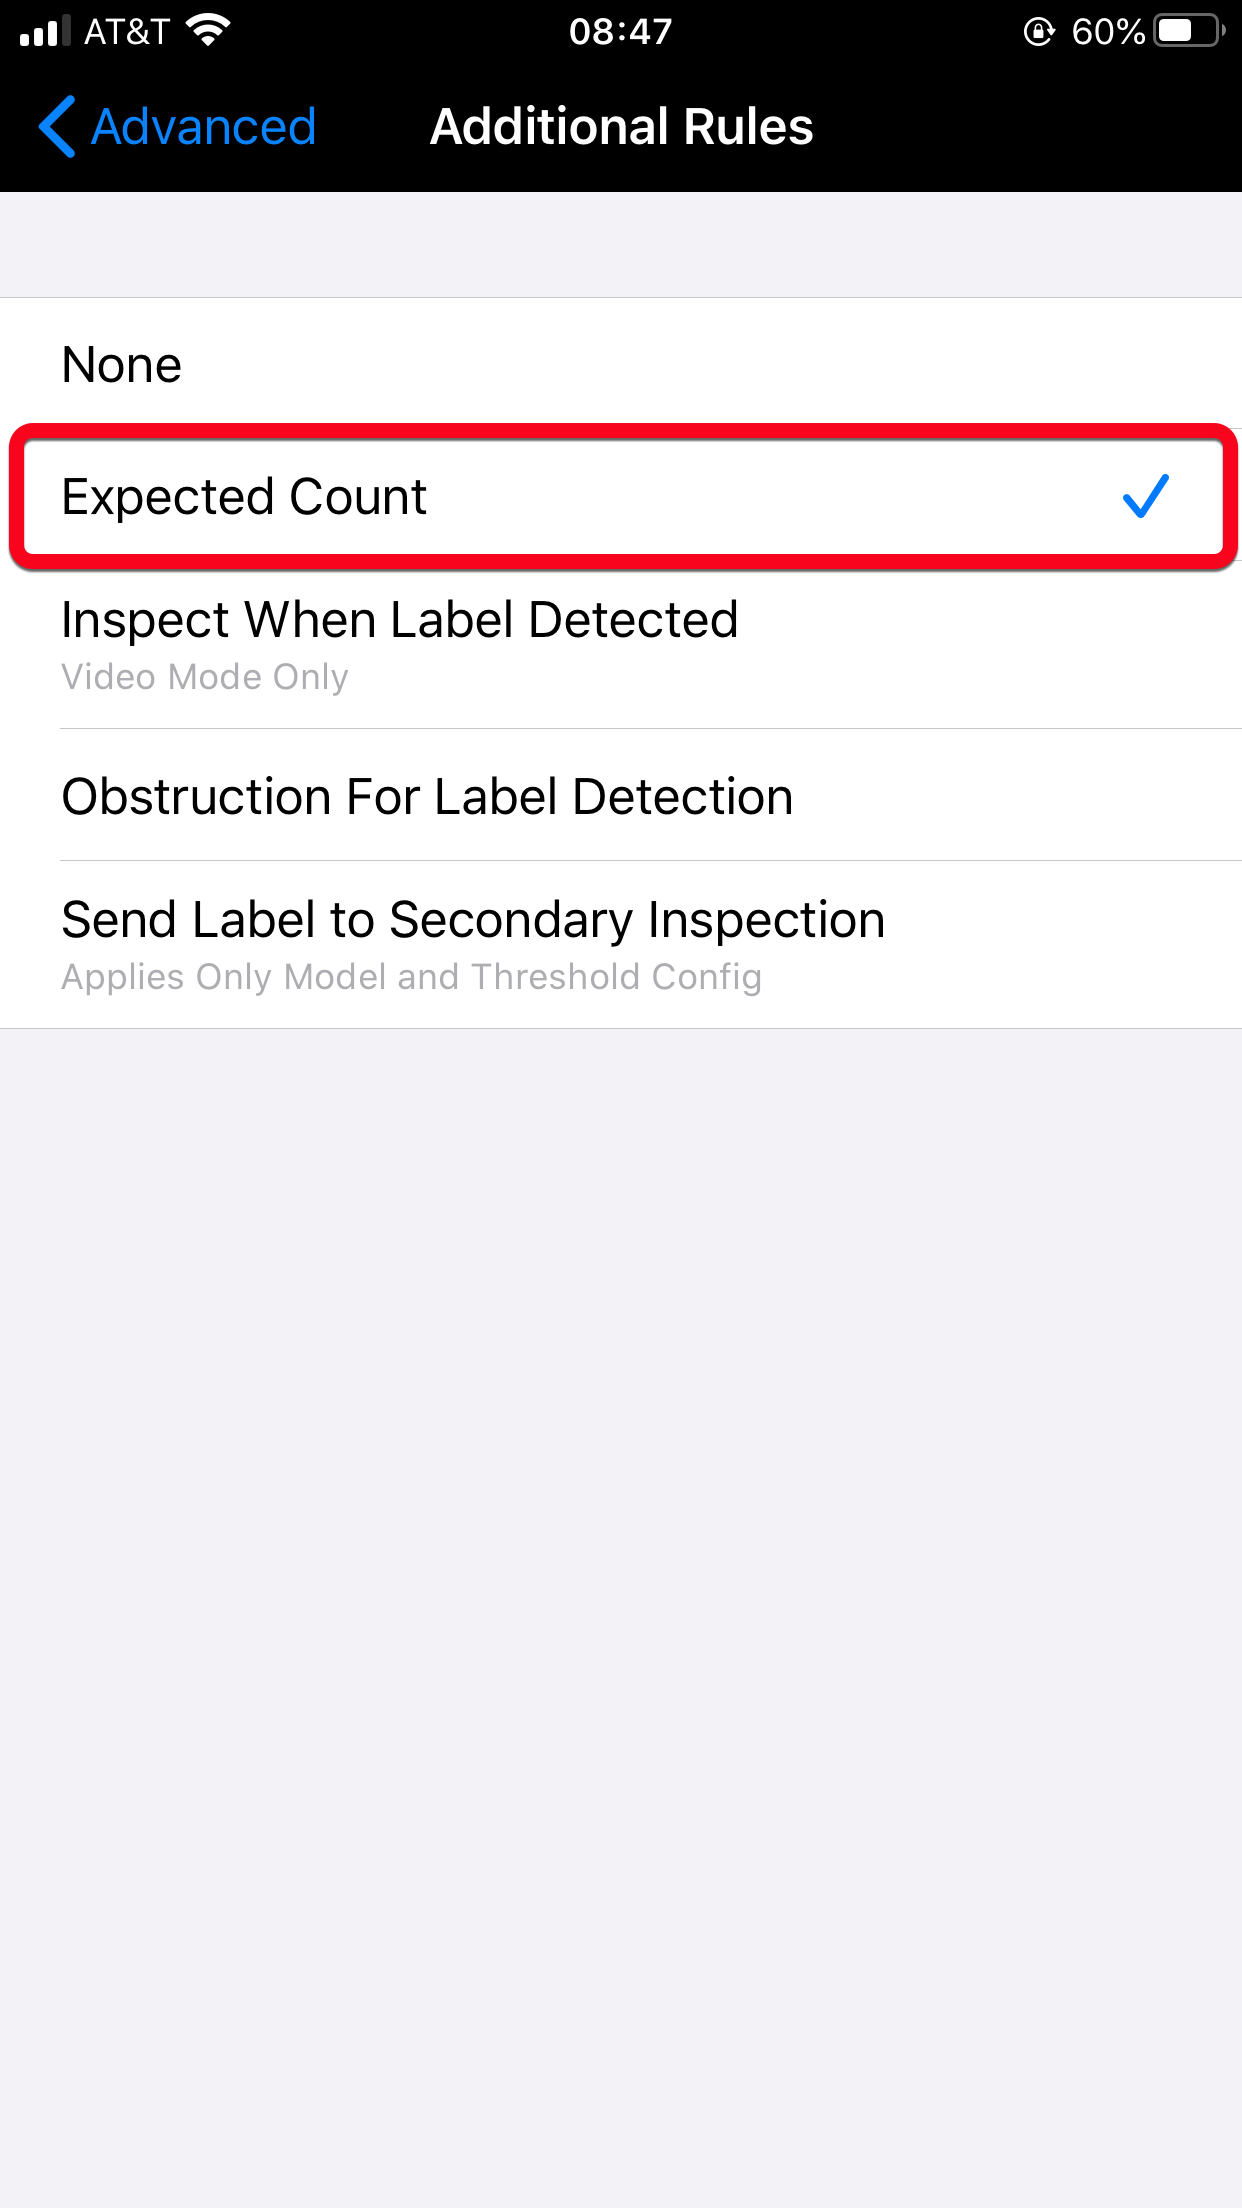 AT&T 08:47 60%
Advanced Additional Rules
None
Expected Count
Inspect When Label Detected
Video Mode Only
Obstruction For Label Detection
Send Label to Secondary Inspection
Applies Only Model and Threshold Config